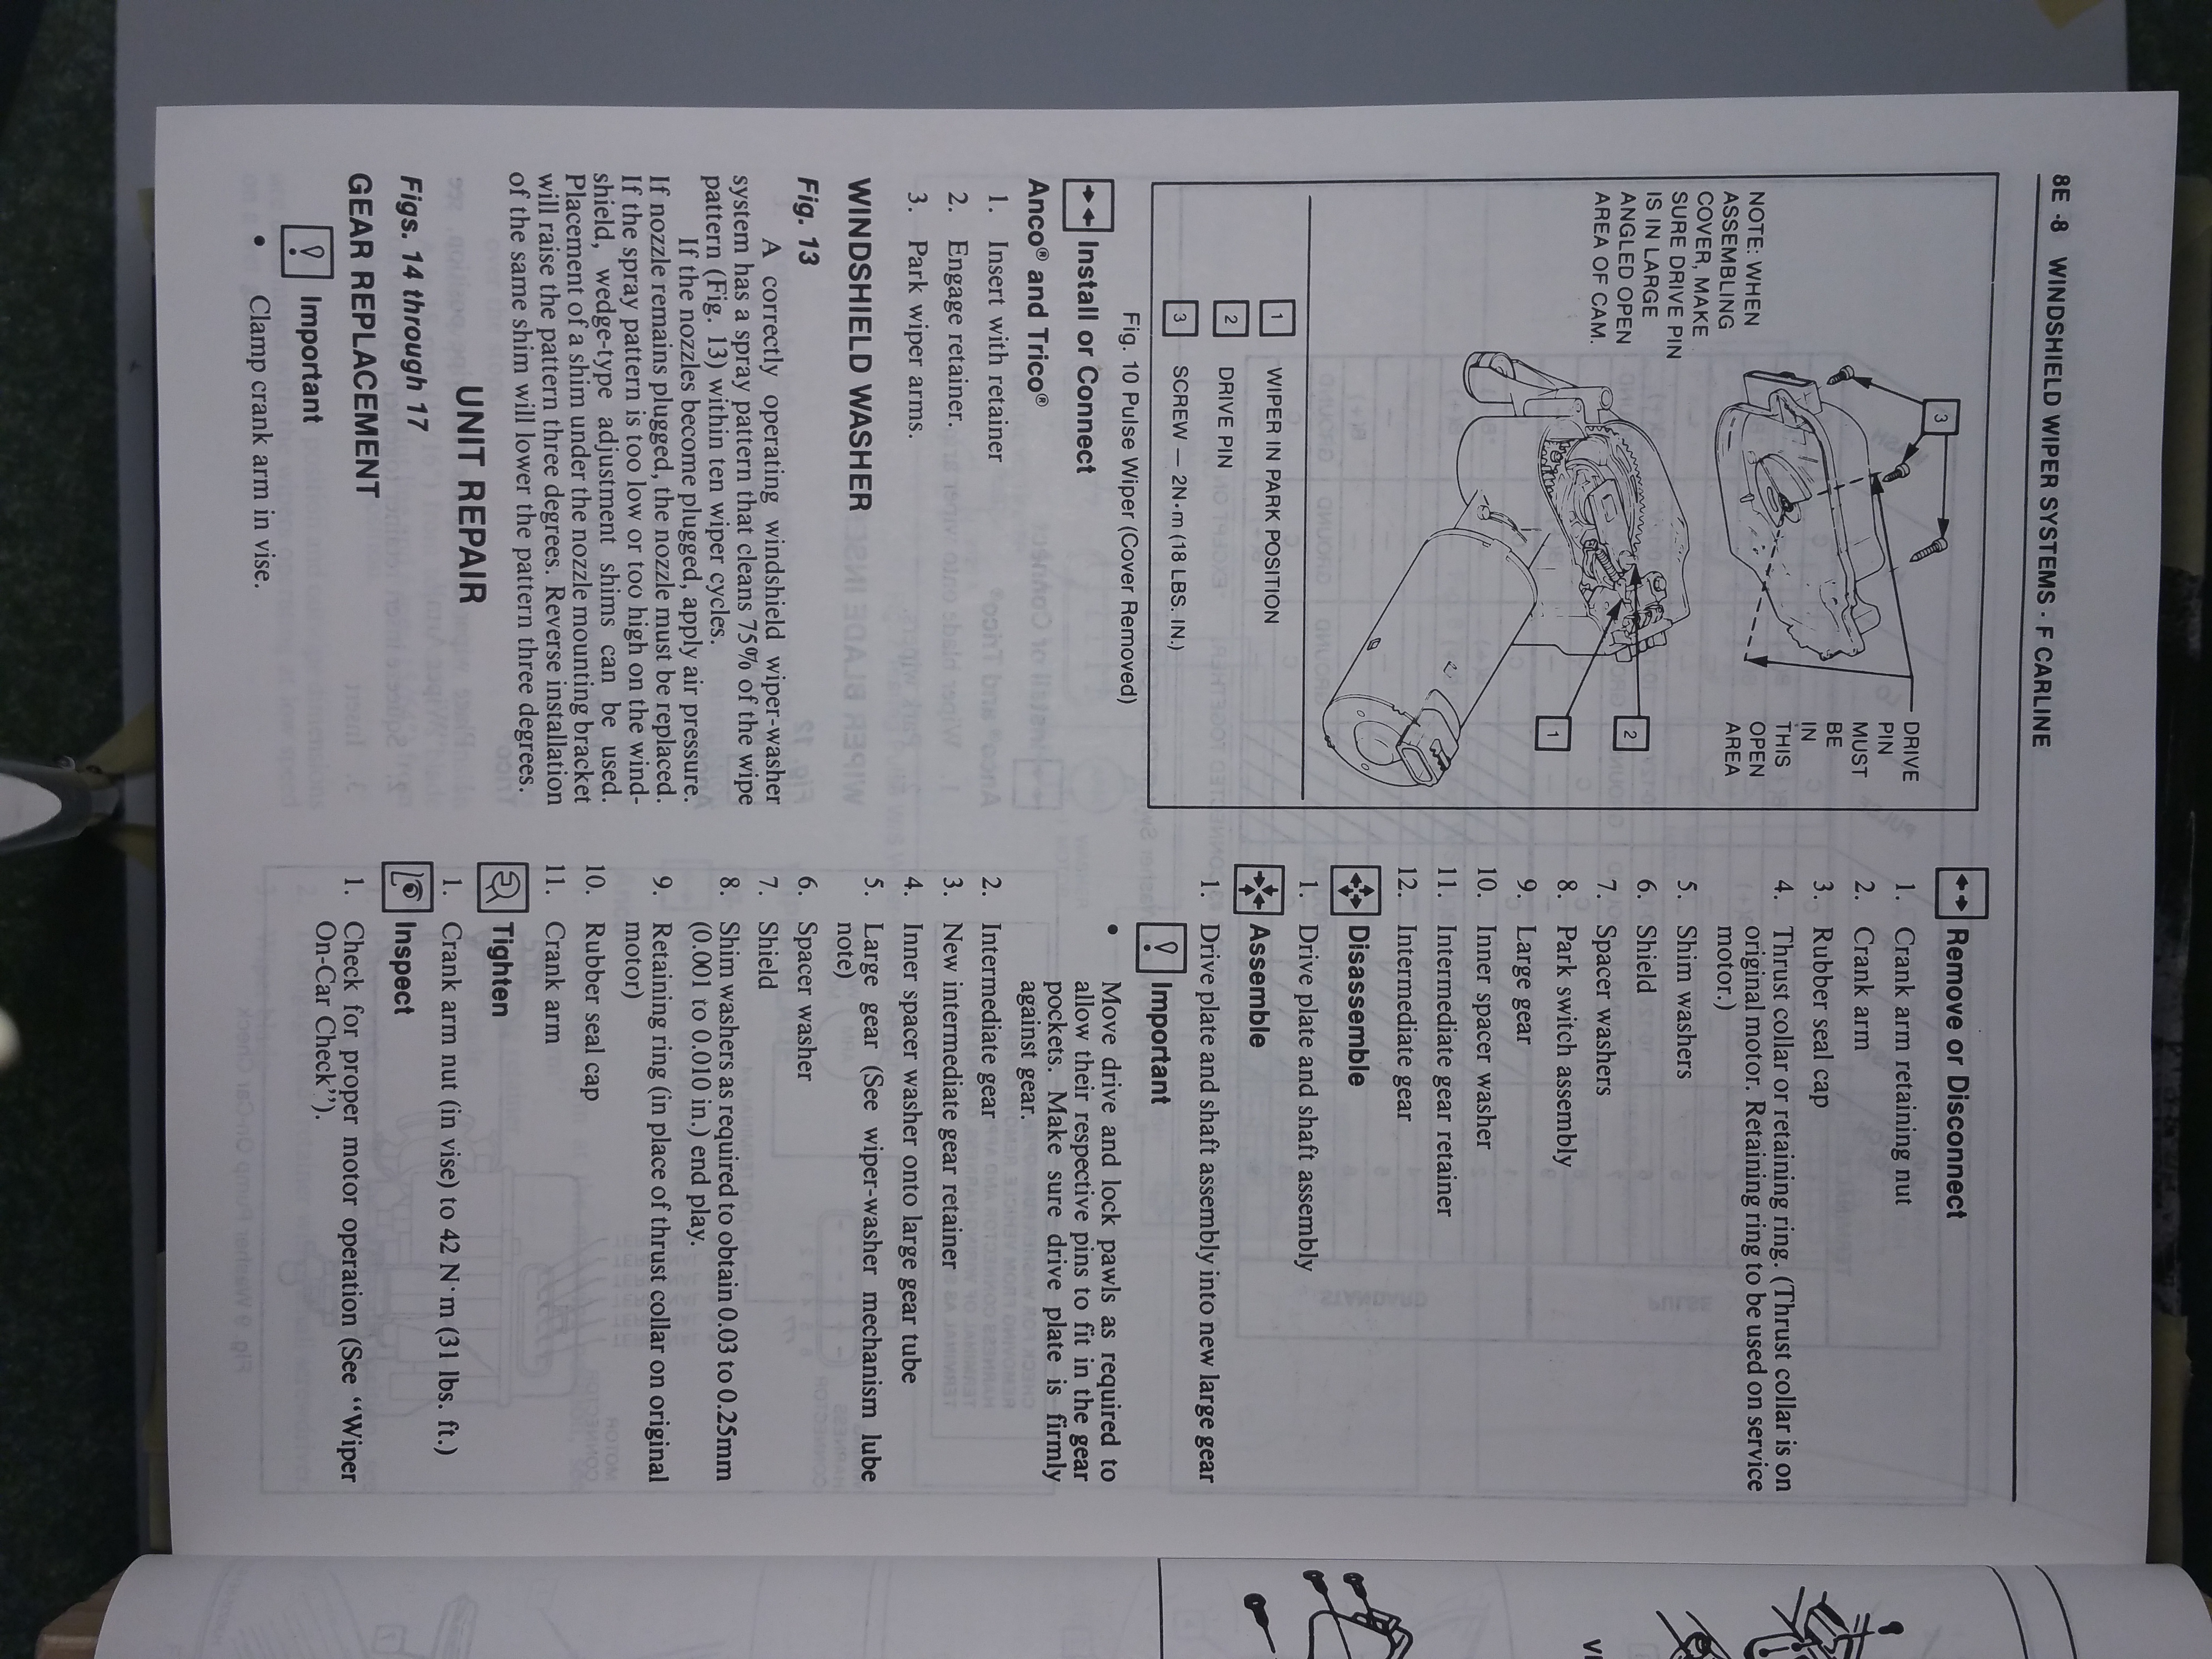 8E -8 WINDSHIELD WIPER SYSTEMS - F CARLINE
3
NOTE: WHEN
ASSEMBLING
COVER, MAKE
SURE DRIVE PIN
IS IN LARGE
ANGLED OPEN
AREA OF CAM.
DRIVE
PIN
MUST
BE
IN
THIS
OPEN
AREA
2
1
1 WIPER IN PARK POSITION
2 DRIVE PIN
3 SCREW — 2N·m (18 LBS. IN.)
Fig. 10 Pulse Wiper (Cover Removed)
Install or Connect
Anco® and Trico®
1. Insert with retainer
2. Engage retainer.
3. Park wiper arms.
WINDSHIELD WASHER
Fig. 13
A correctly operating windshield wiper-washer
system has a spray pattern that cleans 75% of the wipe
pattern (Fig. 13) within ten wiper cycles.
If the nozzles become plugged, apply air pressure.
If nozzle remains plugged, the nozzle must be replaced.
If the spray pattern is too low or too high on the wind-
shield, wedge-type adjustment shims can be used.
Placement of a shim under the nozzle mounting bracket
will raise the pattern three degrees. Reverse installation
of the same shim will lower the pattern three degrees.
UNIT REPAIR
Figs. 14 through 17
GEAR REPLACEMENT
Important
• Clamp crank arm in vise.
Remove or Disconnect
1. Crank arm retaining nut
2. Crank arm
3. Rubber seal cap
4. Thrust collar or retaining ring. (Thrust collar is on
original motor. Retaining ring to be used on service
motor.)
5. Shim washers
6. Shield
7. Spacer washers
8. Park switch assembly
9. Large gear
10. Inner spacer washer
11. Intermediate gear retainer
12. Intermediate gear
Disassemble
1. Drive plate and shaft assembly
Assemble
1. Drive plate and shaft assembly into new large gear
Important
• Move drive and lock pawls as required to
allow their respective pins to fit in the gear
pockets. Make sure drive plate is firmly
against gear.
2. Intermediate gear
3. New intermediate gear retainer
4. Inner spacer washer onto large gear tube
5. Large gear (See wiper-washer mechanism lube
note)
6. Spacer washer
7. Shield
8. Shim washers as required to obtain 0.03 to 0.25mm
(0.001 to 0.010 in.) end play.
9. Retaining ring (in place of thrust collar on original
motor)
10. Rubber seal cap
11. Crank arm
Tighten
1. Crank arm nut (in vise) to 42 N·m (31 lbs. ft.)
Inspect
1. Check for proper motor operation (See “Wiper
On-Car Check”).